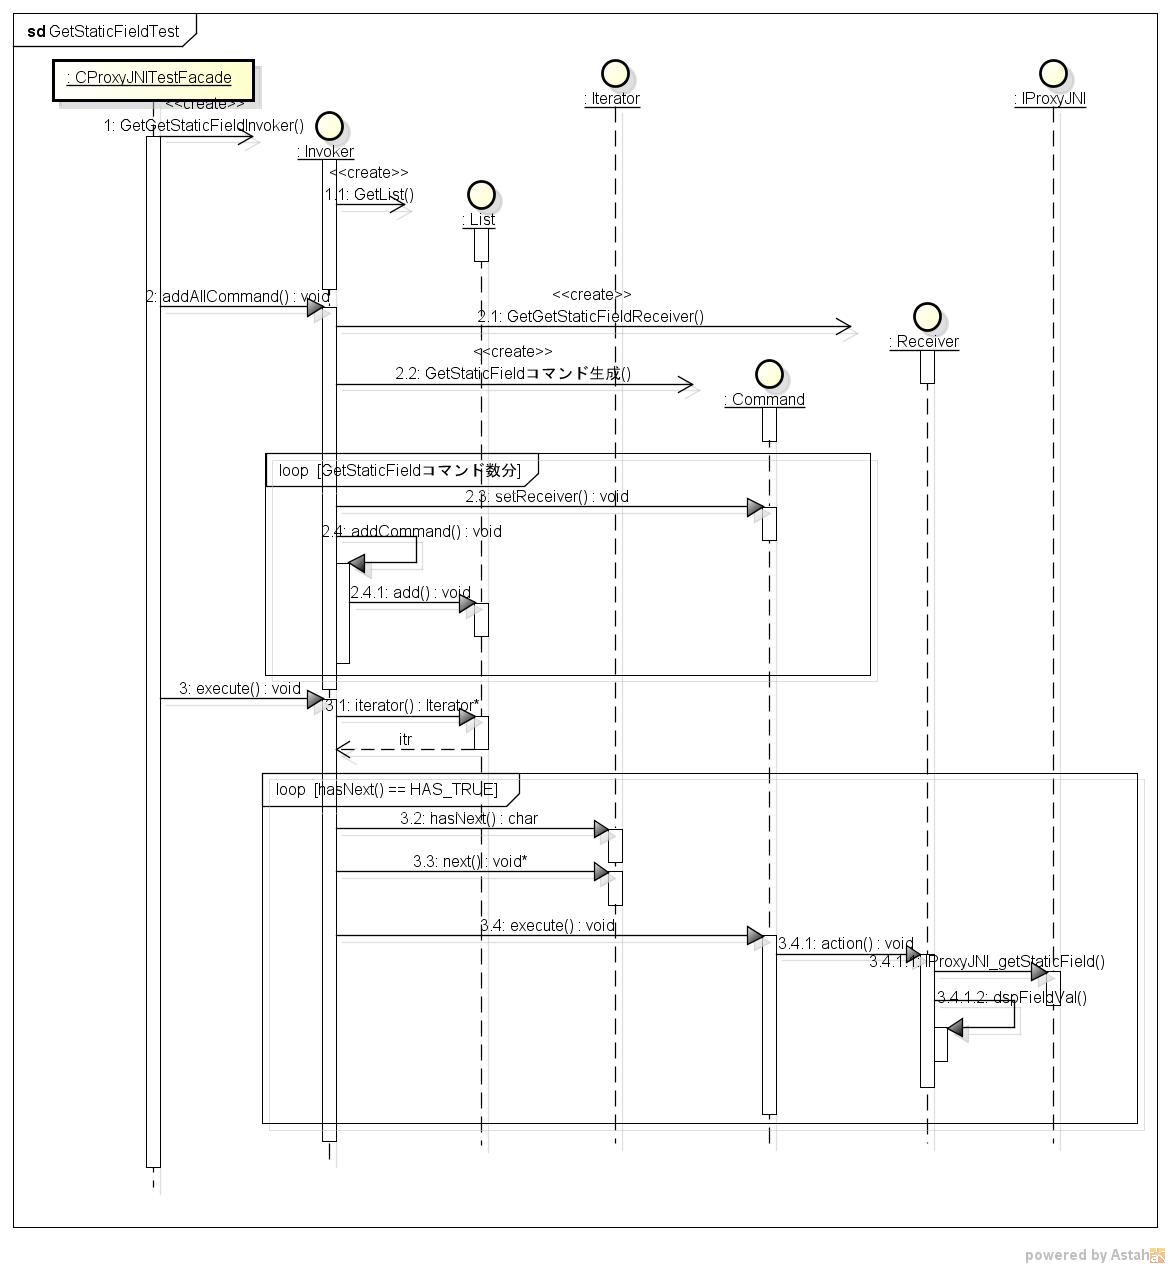 sd GetStaticFieldTest
: CProxyJNITestFacade
: Iterator
: IProxyJNI
<<create>>
1: GetGetStaticFieldInvoker()
: Invoker
<<create>>
1.1: GetList()
: List
2: addAllCommand() : void
<<create>>
2.1: GetGetStaticFieldReceiver()
: Receiver
<<create>>
2.2: GetStaticFieldコマンド生成()
: Command
loop [GetStaticFieldコマンド数分]
2.3: setReceiver() : void
2.4: addCommand() : void
2.4.1: add() : void
3: execute() : void
3.1: iterator() : Iterator*
itr
loop [hasNext() == HAS_TRUE]
3.2: hasNext() : char
3.3: next() : void*
3.4: execute() : void
3.4.1: action() : void
3.4.1.1: IProxyJNI_getStaticField()
3.4.1.2: dspFieldVal()
powered by Astah